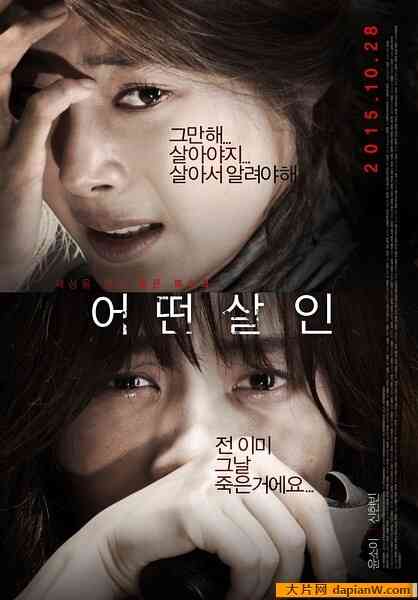 2015.10.28
그만해...
살아야지...
살아서 알려야해
어떤살인
전 이미
그날
죽은거에요...
윤소이 신현빈
大片网 dapianW.com